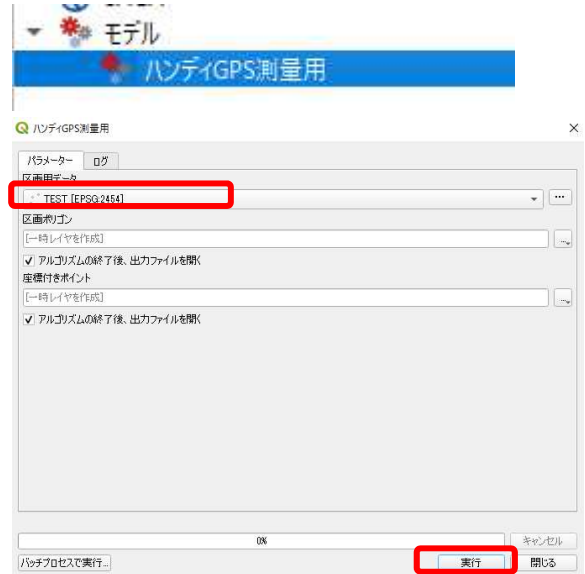 モデル
ハンディGPS測量用
ハンディGPS測量用
パラメーター ログ
区画用データ
TEST [EPSG:2454]
区画ポリゴン
[一時レイヤを作成]
アルゴリズムの終了後、出力ファイルを開く
座標付きポイント
[一時レイヤを作成]
アルゴリズムの終了後、出力ファイルを開く
0% キャンセル
バッチプロセスで実行... 実行 閉じる